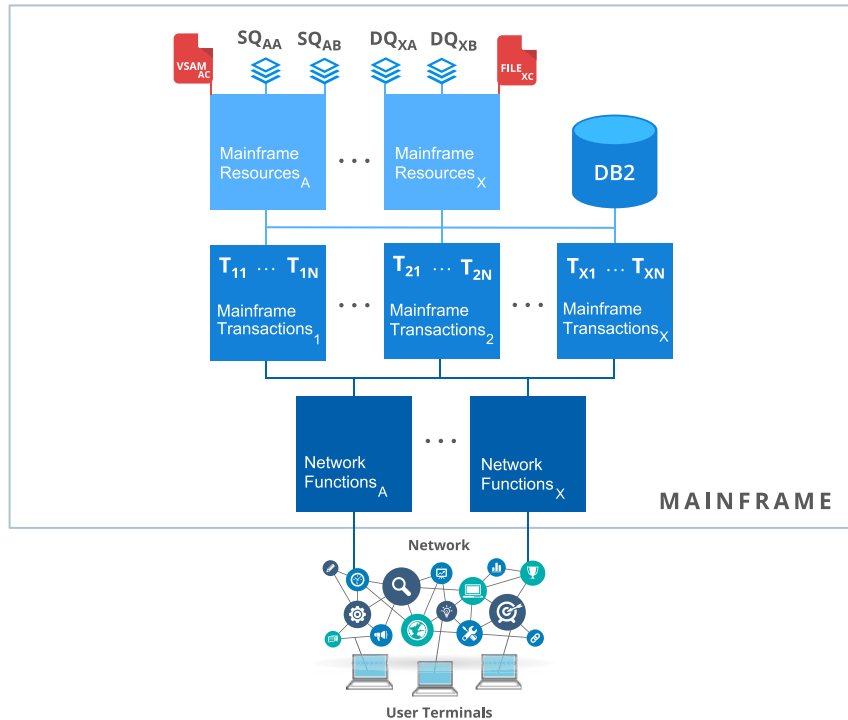 SQAA SQAB DQXA DQXB
VSAM AC
FILE XC
Mainframe
ResourcesA
...
Mainframe
ResourcesX
DB2
T11 ... T1N
Mainframe
Transactions1
...
T21 ... T2N
Mainframe
Transactions2
...
TX1 ... TXN
Mainframe
TransactionsX
Network
FunctionsA
...
Network
FunctionsX
MAINFRAME
Network
User Terminals